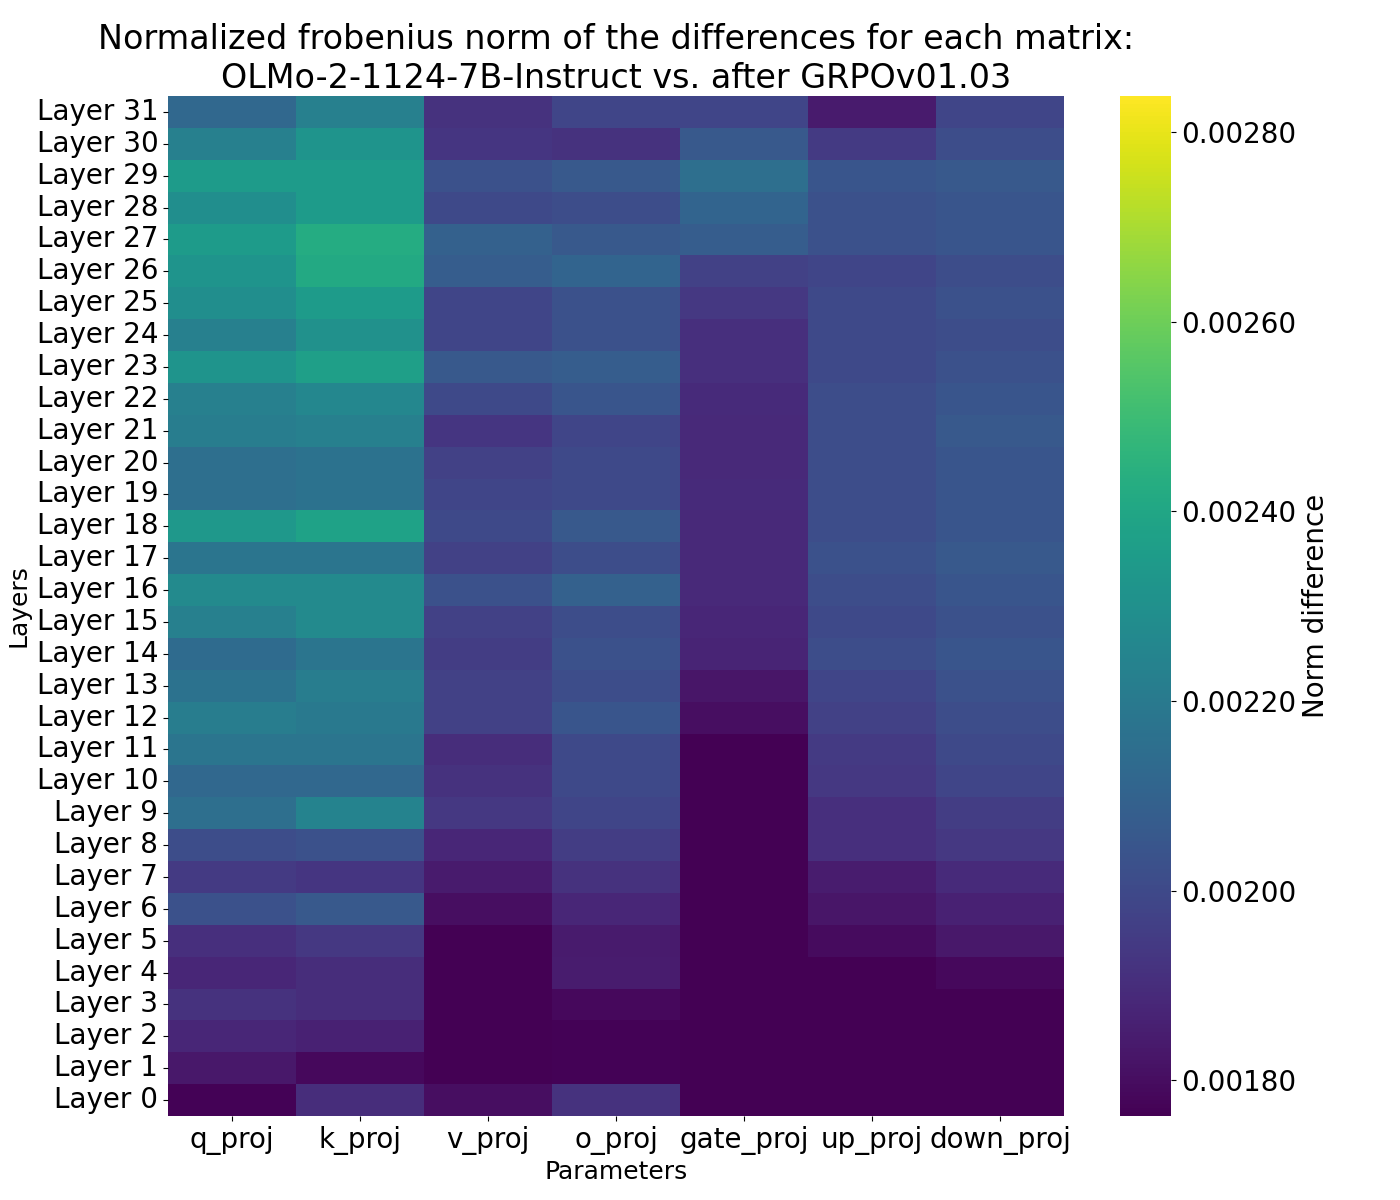 Normalized frobenius norm of the differences for each matrix:
OLMo-2-1124-7B-Instruct vs. after GRPOv01.03
Layer 31
Layer 30
Layer 29
Layer 28
Layer 27
Layer 26
Layer 25
Layer 24
Layer 23
Layer 22
Layer 21
Layer 20
Layer 19
Layer 18
Layer 17
Layer 16
Layer 15
Layer 14
Layer 13
Layer 12
Layer 11
Layer 10
Layer 9
Layer 8
Layer 7
Layer 6
Layer 5
Layer 4
Layer 3
Layer 2
Layer 1
Layer 0
Layers
q_proj k_proj v_proj o_proj gate_proj up_proj down_proj
Parameters
0.00280
0.00260
0.00240
0.00220
0.00200
0.00180
Norm difference